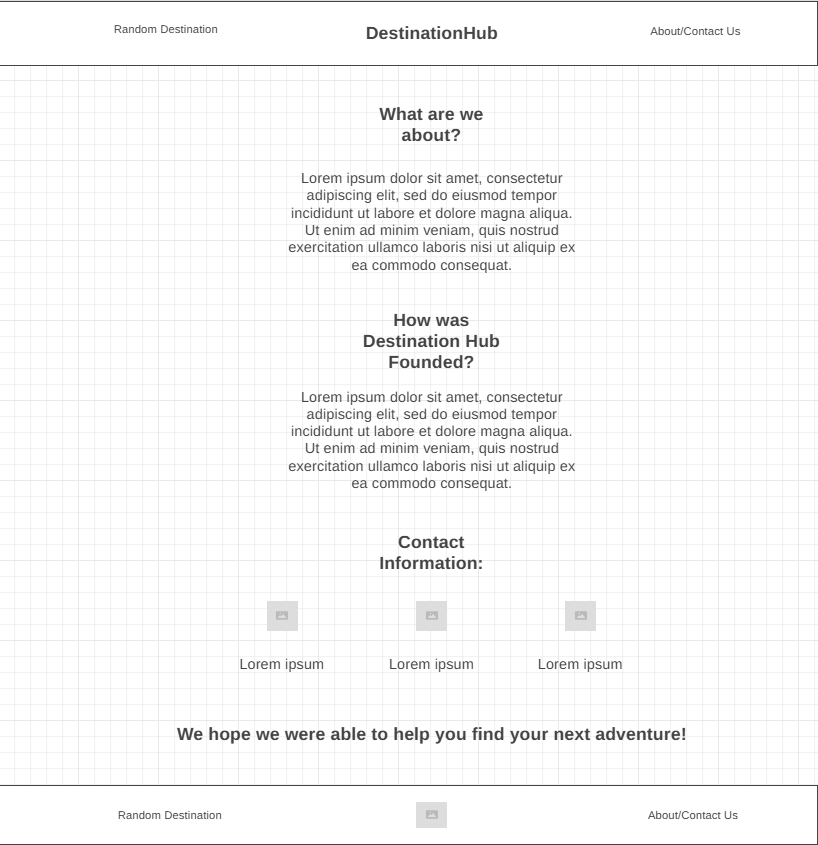 Random Destination
DestinationHub
About/Contact Us
What are we
about?
Lorem ipsum dolor sit amet, consectetur
adipiscing elit, sed do eiusmod tempor
incididunt ut labore et dolore magna aliqua.
Ut enim ad minim veniam, quis nostrud
exercitation ullamco laboris nisi ut aliquip ex
ea commodo consequat.
How was
Destination Hub
Founded?
Lorem ipsum dolor sit amet, consectetur
adipiscing elit, sed do eiusmod tempor
incididunt ut labore et dolore magna aliqua.
Ut enim ad minim veniam, quis nostrud
exercitation ullamco laboris nisi ut aliquip ex
ea commodo consequat.
Contact
Information:
Lorem ipsum
Lorem ipsum
Lorem ipsum
We hope we were able to help you find your next adventure!
Random Destination
About/Contact Us